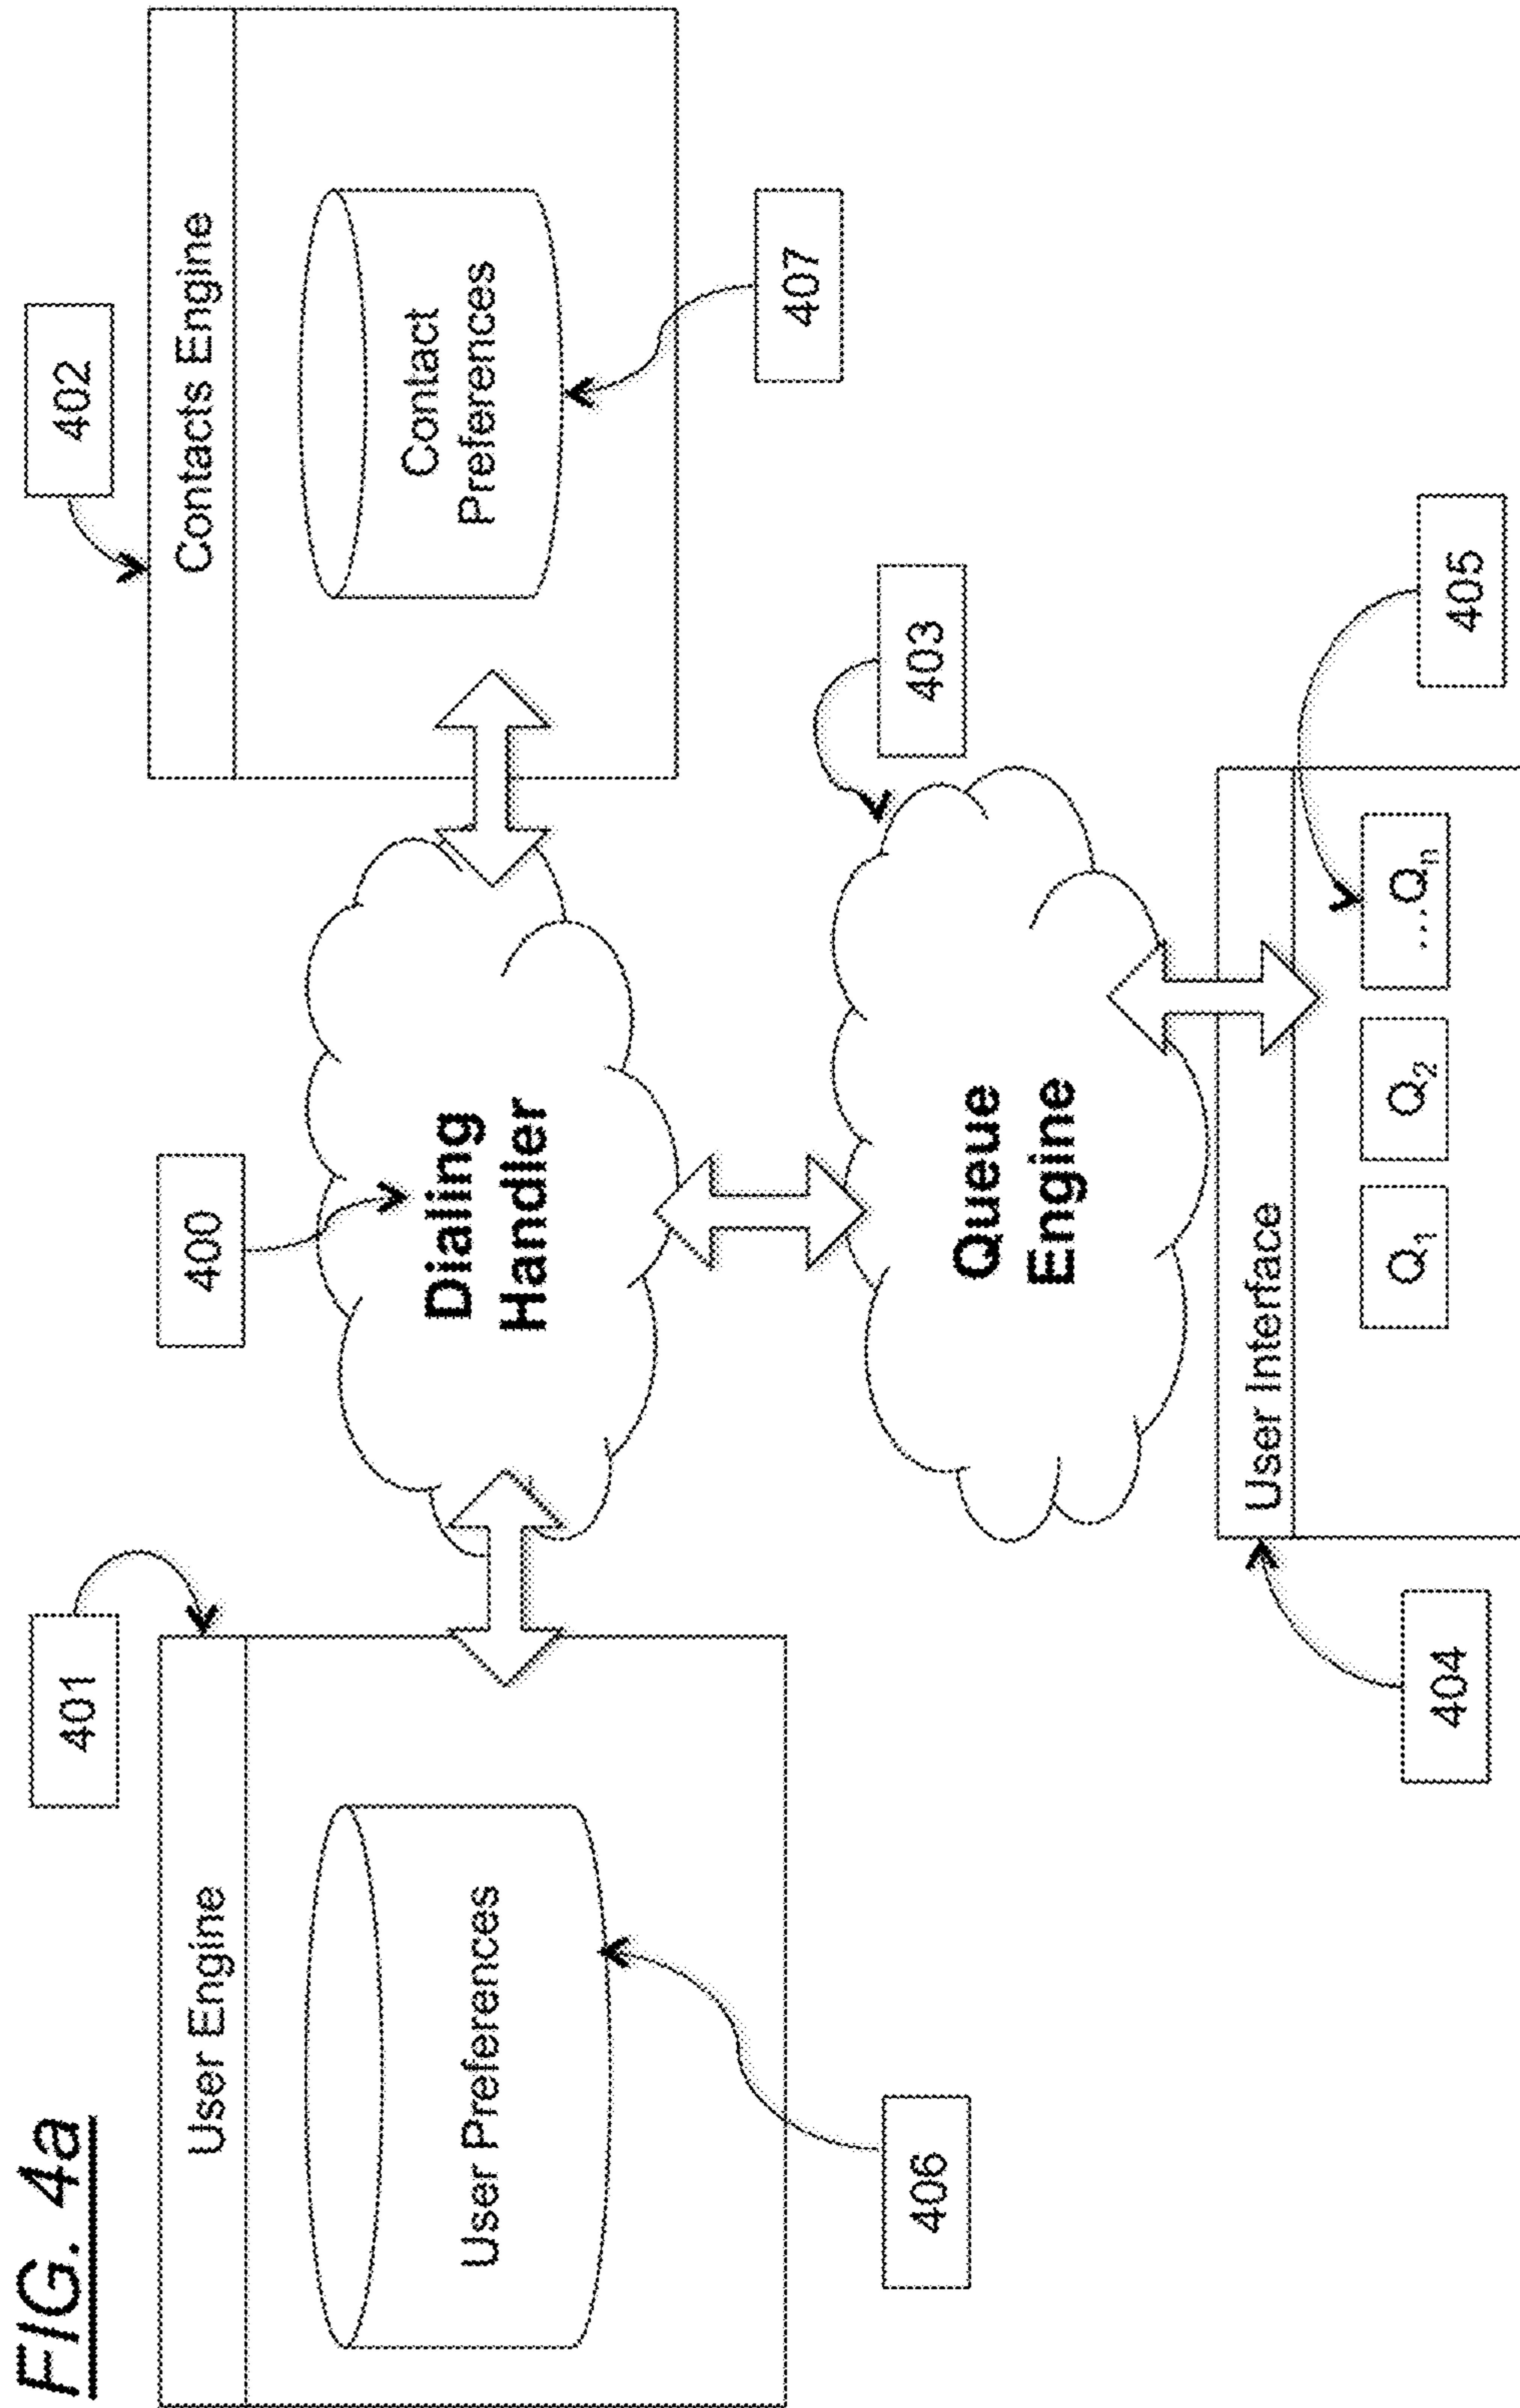 FIG. 4a
401
402
400
User Engine
Contacts Engine
User Preferences
Dialing
Handler
Contact
Preferences
406
407
403
Queue
Engine
User Interface
404
405
Q1
Q2
...Qn